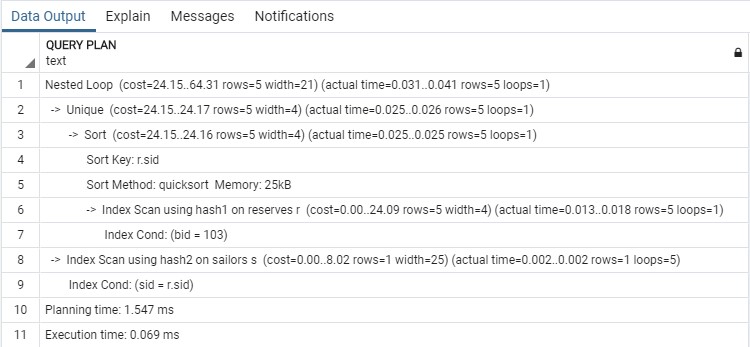 Data Output Explain Messages Notifications
QUERY PLAN
text
1 Nested Loop (cost=24.15..64.31 rows=5 width=21) (actual time=0.031..0.041 rows=5 loops=1)
2 -> Unique (cost=24.15..24.17 rows=5 width=4) (actual time=0.025..0.026 rows=5 loops=1)
3 -> Sort (cost=24.15..24.16 rows=5 width=4) (actual time=0.025..0.025 rows=5 loops=1)
4 Sort Key: r.sid
5 Sort Method: quicksort Memory: 25kB
6 -> Index Scan using hash1 on reserves r (cost=0.00..24.09 rows=5 width=4) (actual time=0.013..0.018 rows=5 loops=1)
7 Index Cond: (bid = 103)
8 -> Index Scan using hash2 on sailors s (cost=0.00..8.02 rows=1 width=25) (actual time=0.002..0.002 rows=1 loops=5)
9 Index Cond: (sid = r.sid)
10 Planning time: 1.547 ms
11 Execution time: 0.069 ms